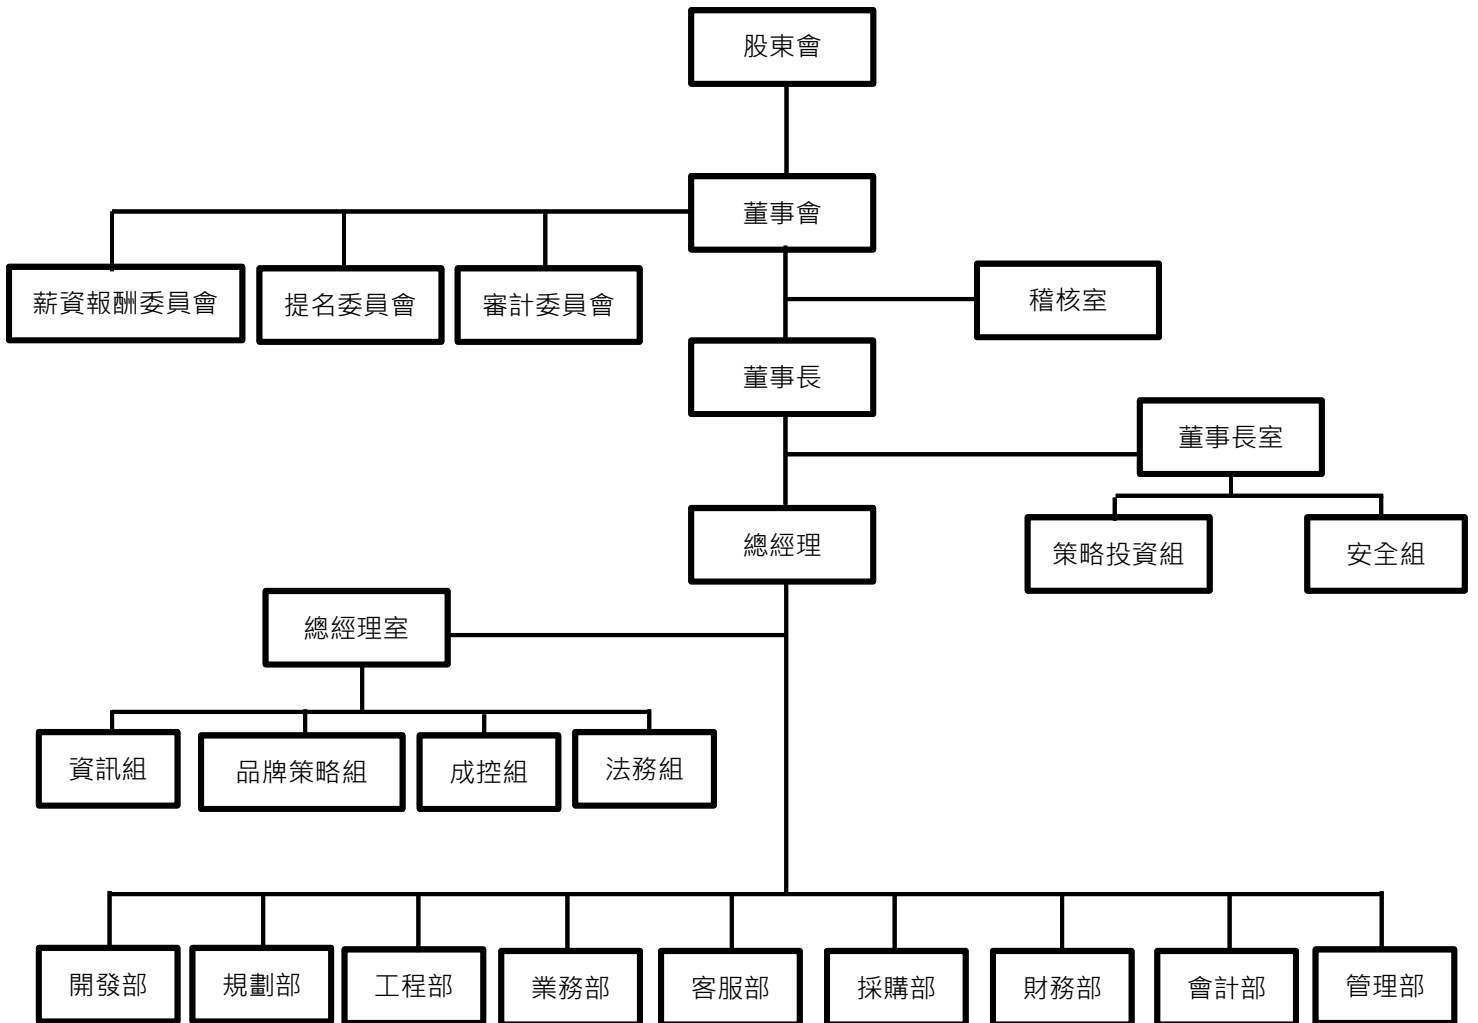 股東會
董事會
薪資報酬委員會
提名委員會
審計委員會
稽核室
董事長
董事長室
總經理
策略投資組
安全組
總經理室
資訊組
品牌策略組
成控組
法務組
開發部
規劃部
工程部
業務部
客服部
採購部
財務部
會計部
管理部